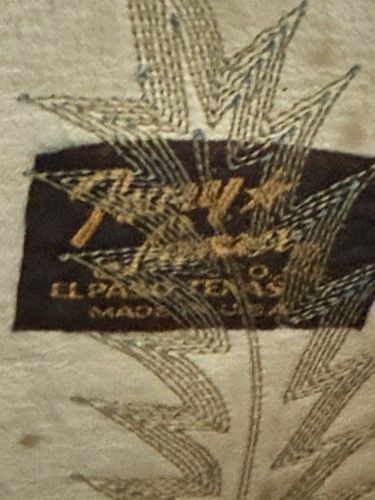 Tony
Lama
EL PASO TEXAS
MADE U.S.A.